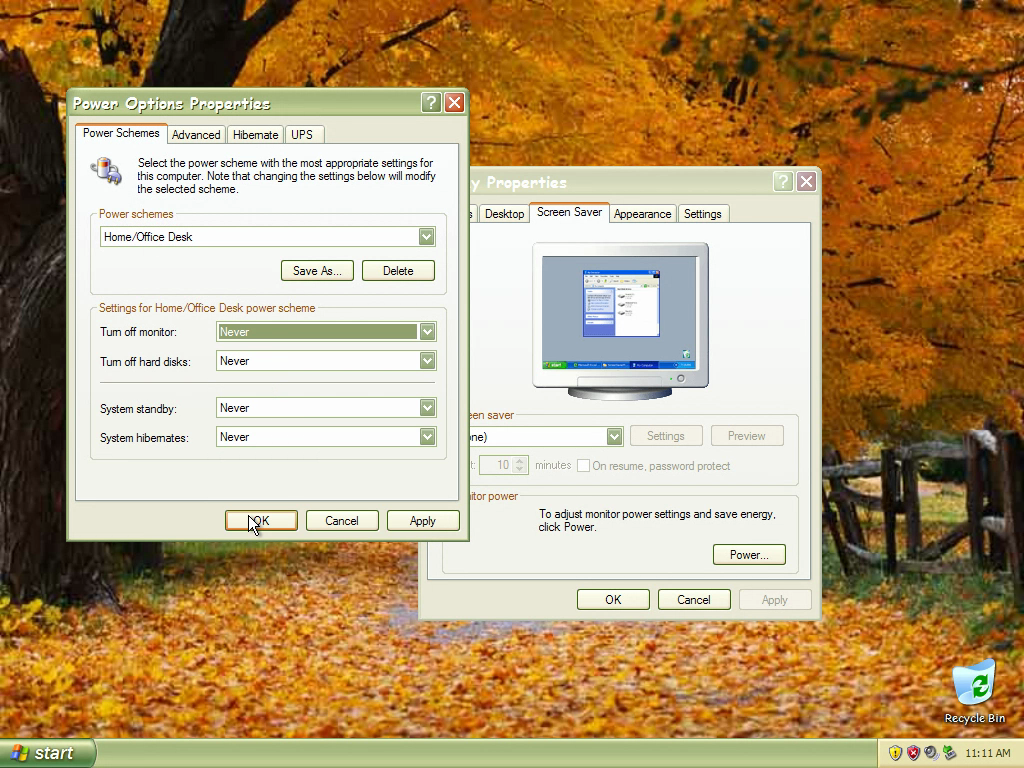 Power Options Properties
Power Schemes Advanced Hibernate UPS
Select the power scheme with the most appropriate settings for
this computer. Note that changing the settings below will modify
the selected scheme.
Power schemes
Home/Office Desk
Save As... Delete
Settings for Home/Office Desk power scheme
Turn off monitor: Never
Turn off hard disks: Never
System standby: Never
System hibernates: Never
OK Cancel Apply
y Properties
s Desktop Screen Saver Appearance Settings
een saver
one) Settings Preview
t: 10 minutes On resume, password protect
itor power
To adjust monitor power settings and save energy,
click Power.
Power...
OK Cancel Apply
Recycle Bin
start 11:11 AM